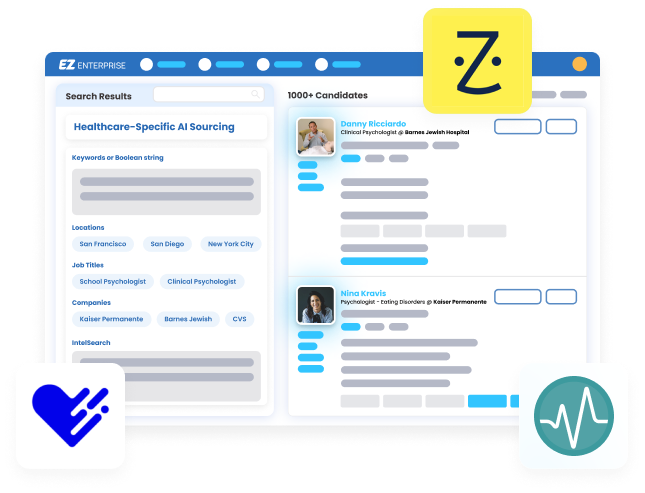 EZ ENTERPRISE
Search Results
Healthcare-Specific AI Sourcing
Keywords or Boolean string
Locations
San Francisco San Diego New York City
Job Titles
School Psychologist Clinical Psychologist
Companies
Kaiser Permanente Barnes Jewish CVS
IntelSearch
1000+ Candidates
Danny Ricciardo
Clinical Psychologist @ Barnes Jewish Hospital
Nina Kravis
Psychologist - Eating Disorders @ Kaiser Permanente